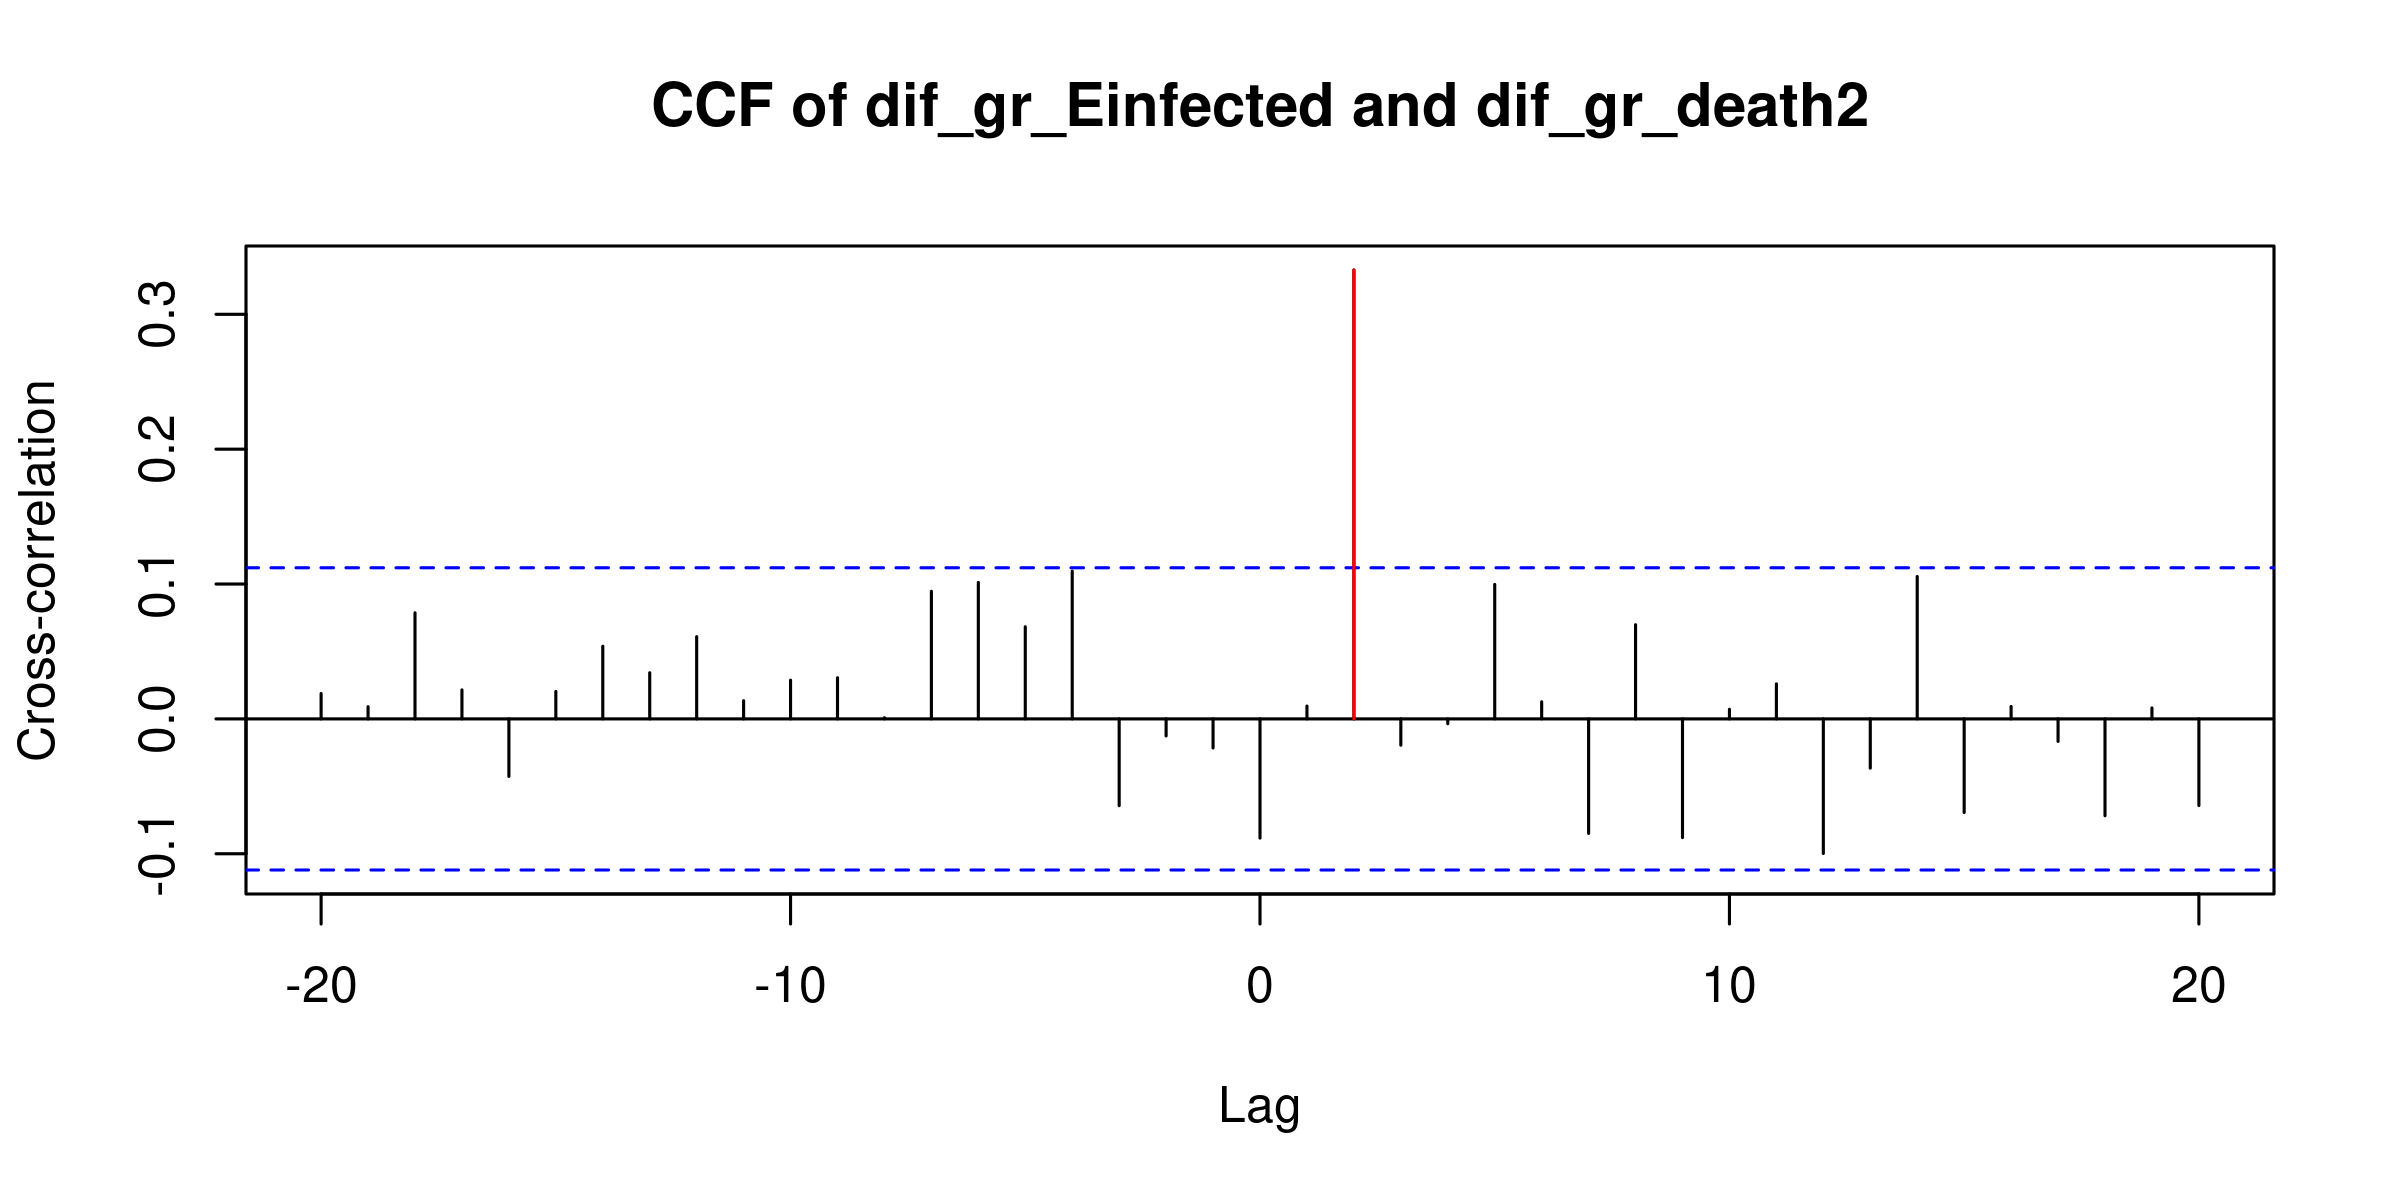 CCF of dif_gr_Einfected and dif_gr_death2
Cross-correlation
0.3
0.2
0.1
0.0
-0.1
-20 -10 0 10 20
Lag